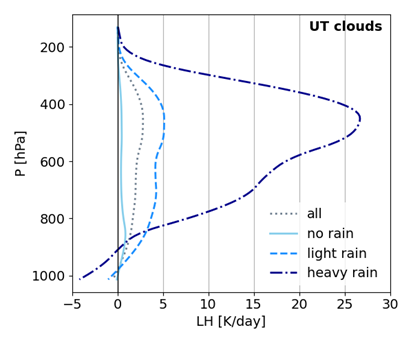 UT clouds
P [hPa]
200
400
600
800
1000
all
no rain
light rain
heavy rain
−5 0 5 10 15 20 25 30
LH [K/day]